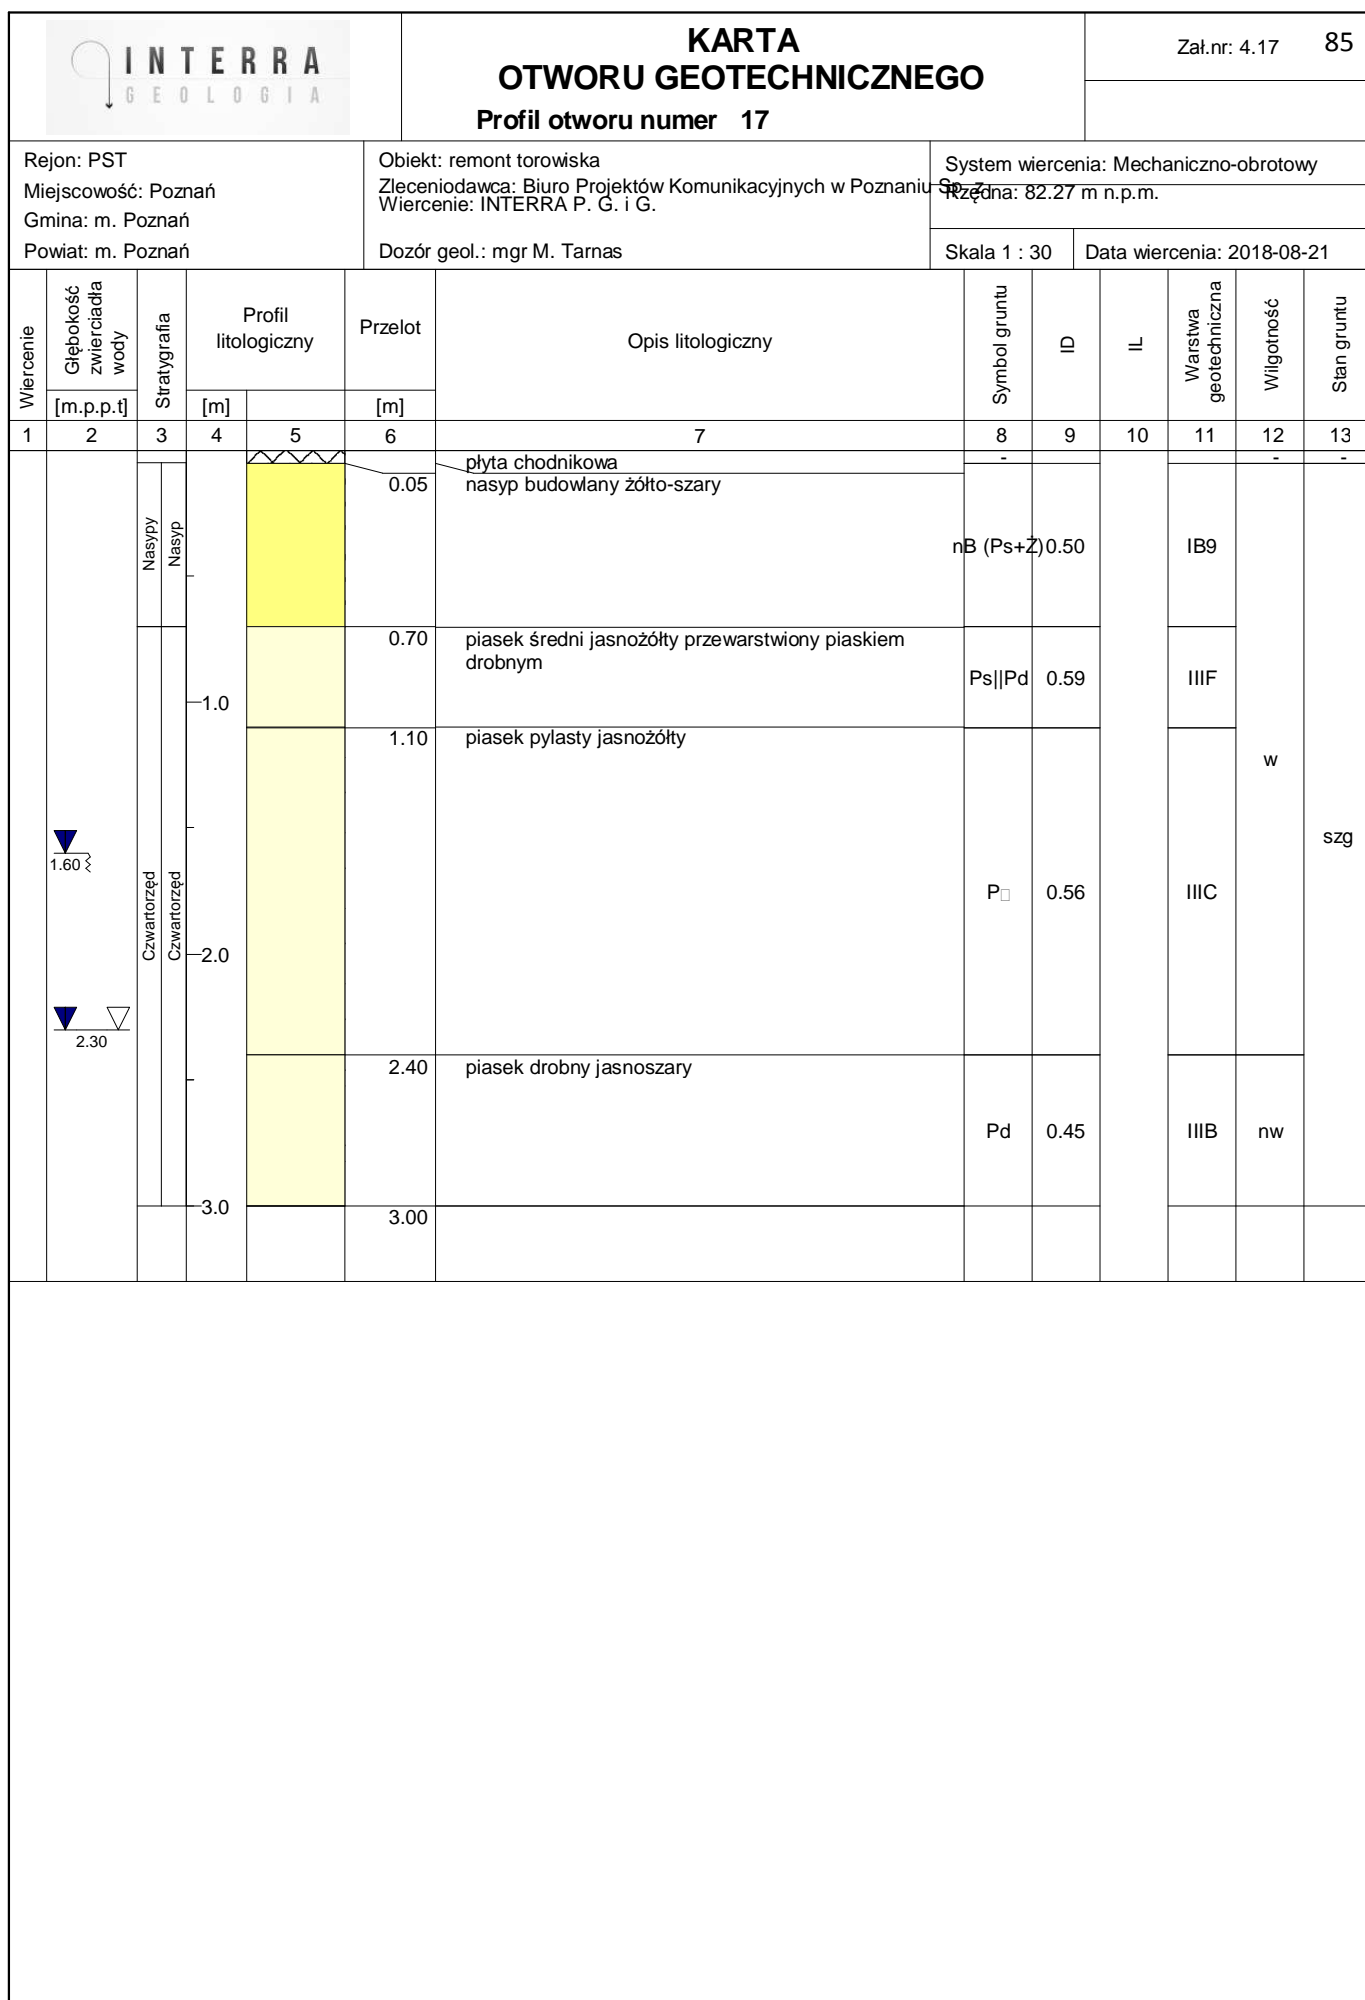 INTERRA
GEOLOGIA
KARTA
OTWORU GEOTECHNICZNEGO
Profil otworu numer 17
Zał.nr: 4.17 85
Rejon: PST
Miejscowość: Poznań
Gmina: m. Poznań
Powiat: m. Poznań
Obiekt: remont torowiska
Zleceniodawca: Biuro Projektów Komunikacyjnych w Poznaniu Sp. z
Wiercenie: INTERRA P. G. i G.
Dozór geol.: mgr M. Tarnas
System wiercenia: Mechaniczno-obrotowy
Rzędna: 82.27 m n.p.m.
Skala 1 : 30
Data wiercenia: 2018-08-21
Wiercenie
Głębokość
zwierciadła
wody
[m.p.p.t]
Stratygrafia
Profil
litologiczny
[m]
Przelot
[m]
Opis litologiczny
Symbol gruntu
ID
IL
Warstwa
geotechniczna
Wilgotność
Stan gruntu
1 2 3 4 5 6 7 8 9 10 11 12 13
płyta chodnikowa - - -
0.05 nasyp budowlany żółto-szary
Nasypy
Nasyp
nB (Ps+Ż) 0.50 IB9
0.70 piasek średni jasnożółty przewarstwiony piaskiem
drobnym
Ps||Pd 0.59 IIIF
1.0
1.10 piasek pylasty jasnożółty
w
szg
1.60
Czwartorzęd
Czwartorzęd
P□ 0.56 IIIC
2.0
2.30
2.40 piasek drobny jasnoszary
Pd 0.45 IIIB nw
3.0
3.00